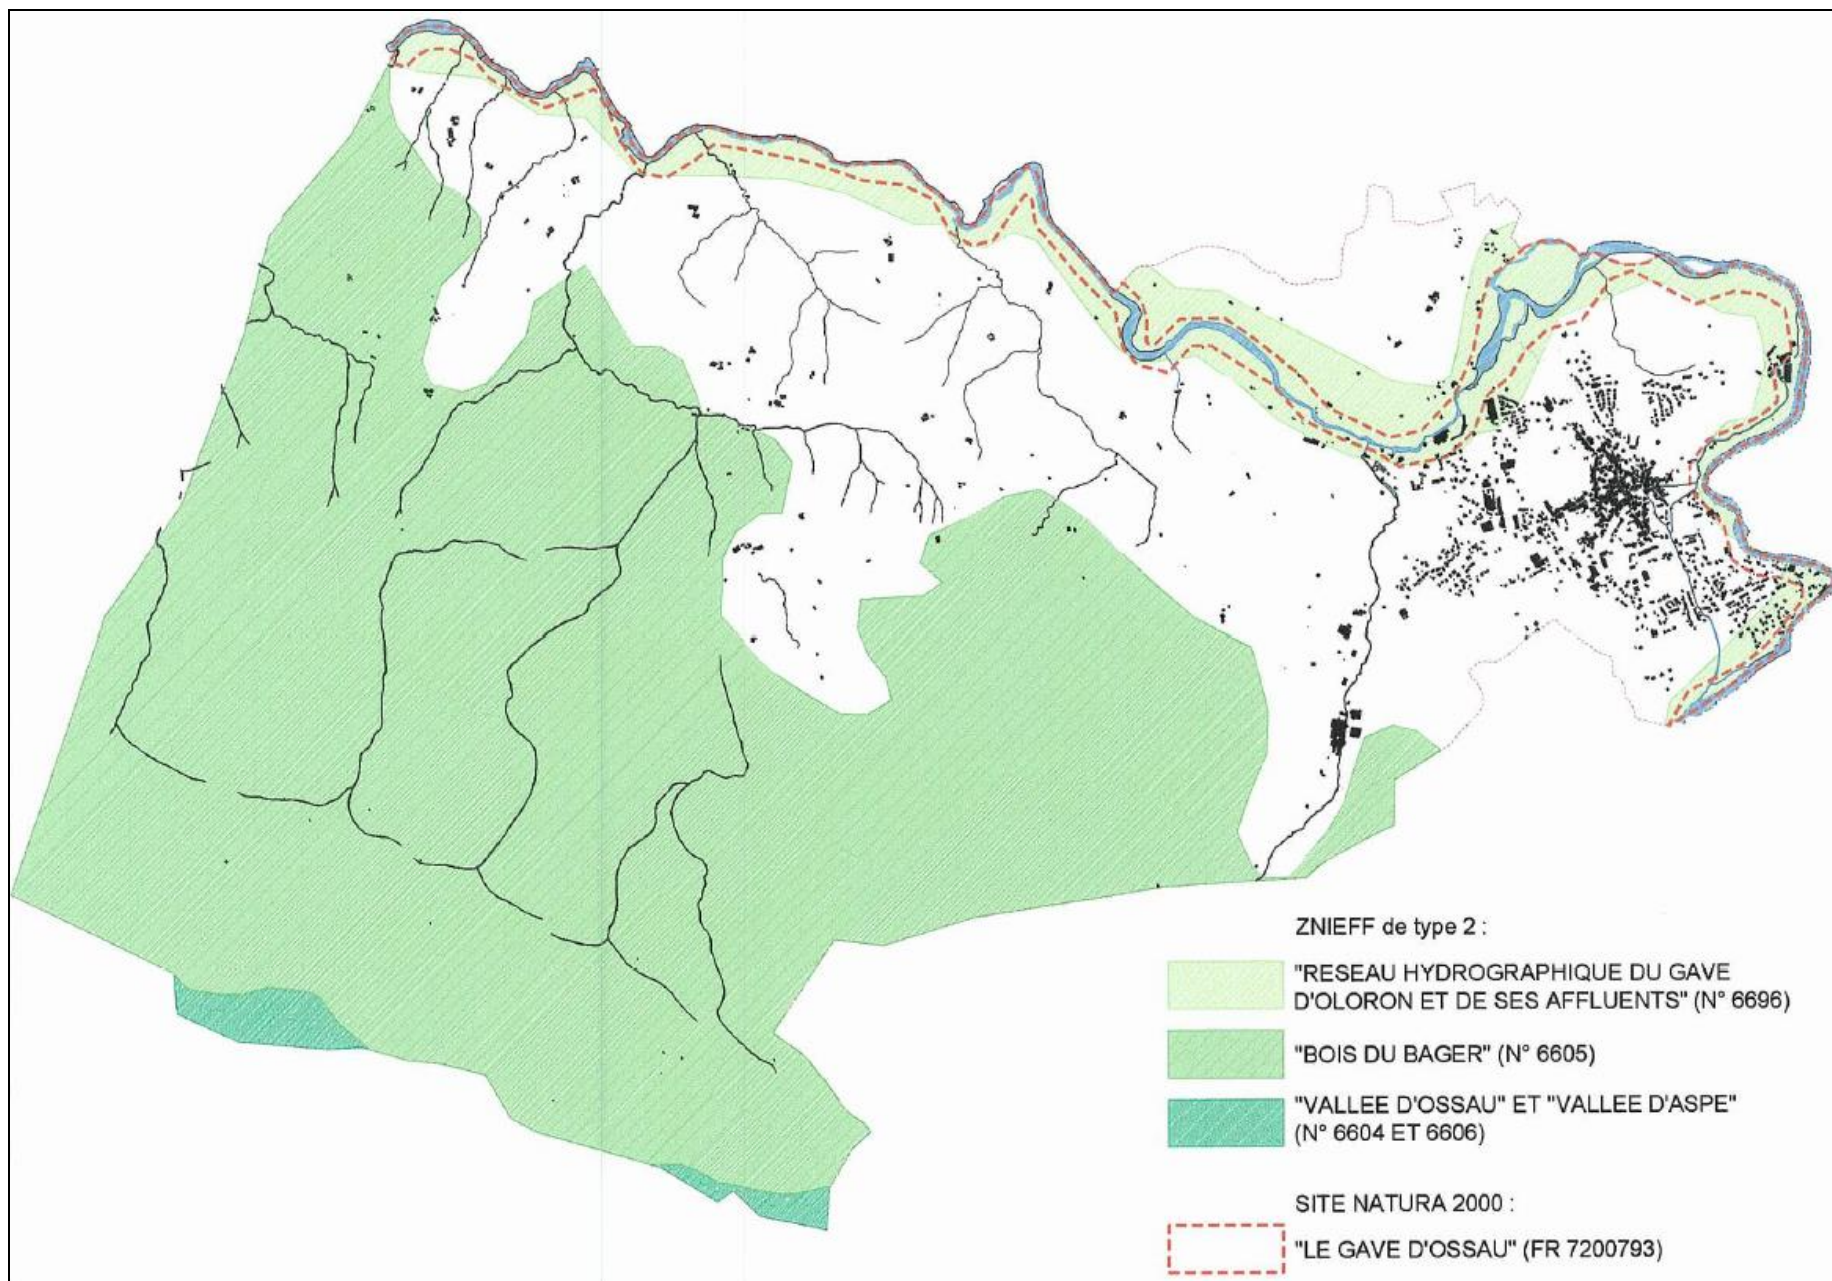 ZNIEFF de type 2 :
"RESEAU HYDROGRAPHIQUE DU GAVE
D'OLORON ET DE SES AFFLUENTS" (N° 6696)
"BOIS DU BAGER" (N° 6605)
"VALLEE D'OSSAU" ET "VALLEE D'ASPE"
(N° 6604 ET 6606)
SITE NATURA 2000 :
"LE GAVE D'OSSAU" (FR 7200793)